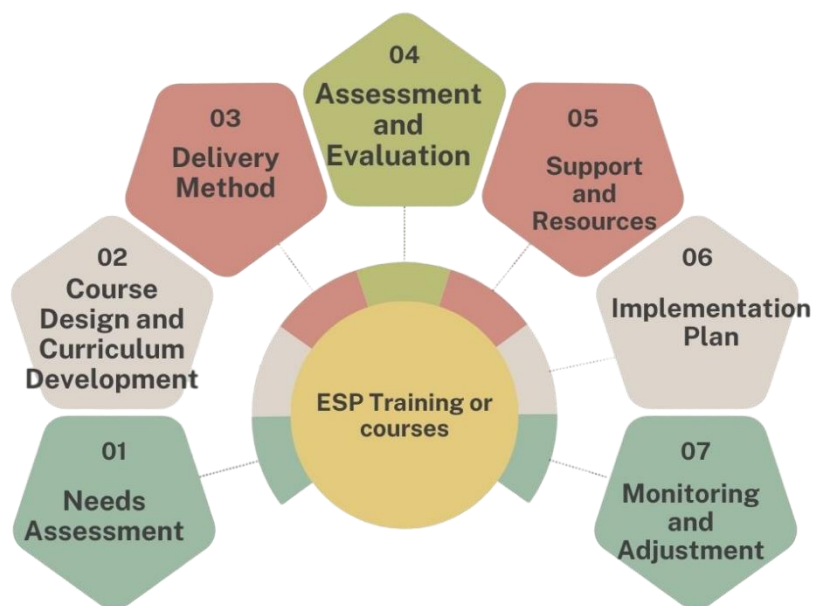 01
Needs
Assessment
02
Course
Design and
Curriculum
Development
03
Delivery
Method
04
Assessment
and
Evaluation
05
Support
and
Resources
06
Implementation
Plan
07
Monitoring
and
Adjustment
ESP Training or
courses